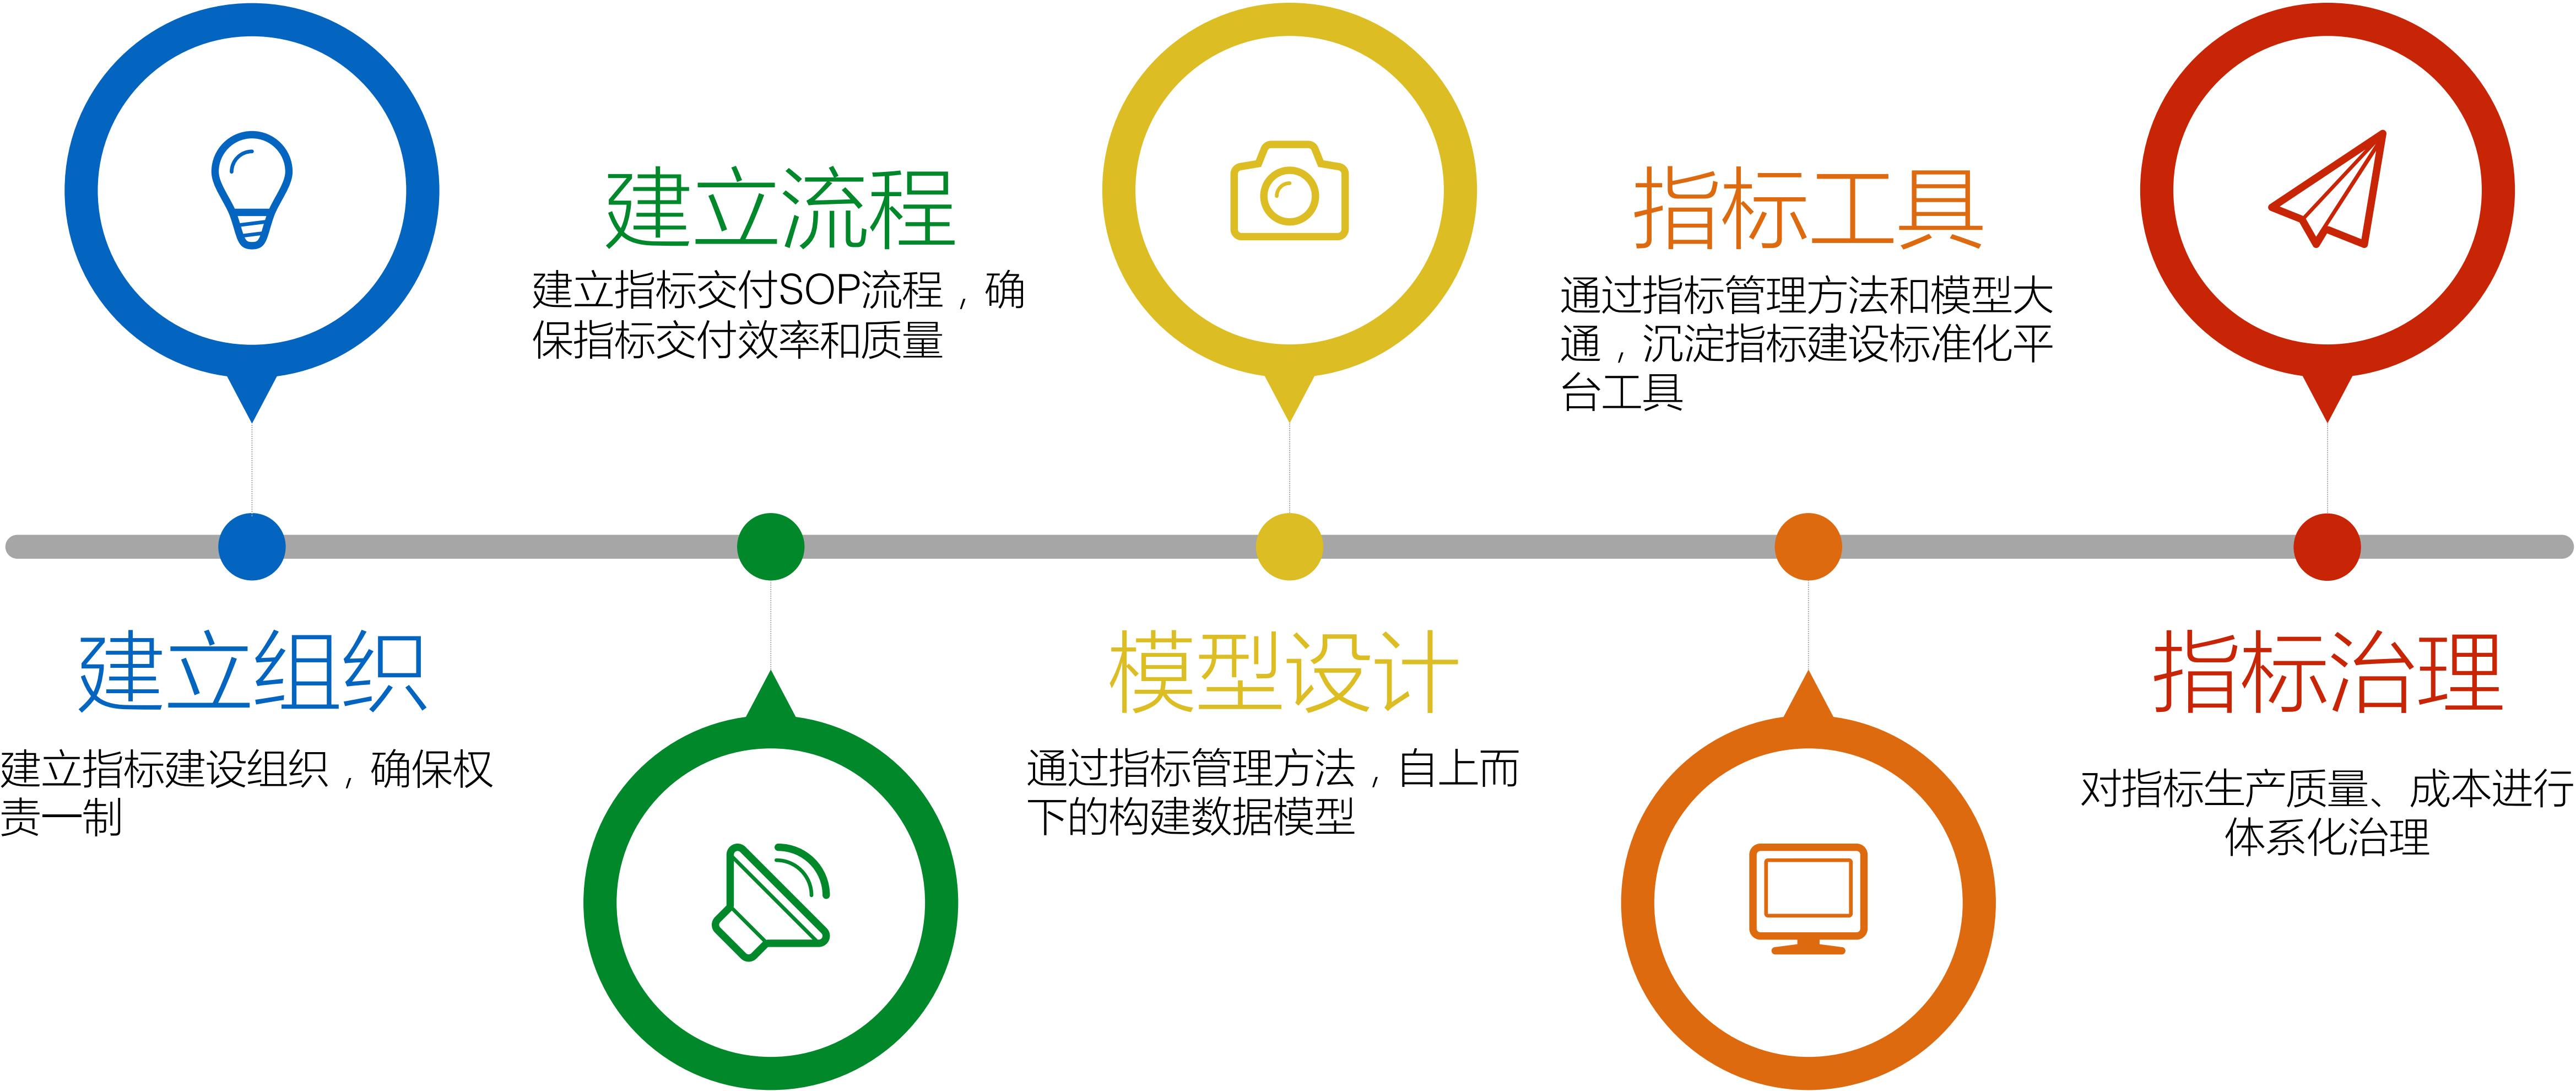 建立组织
建立指标建设组织，确保权
责一制
建立流程
建立指标交付SOP流程，确
保指标交付效率和质量
模型设计
通过指标管理方法，自上而
下的构建数据模型
指标工具
通过指标管理方法和模型大
通，沉淀指标建设标准化平
台工具
指标治理
对指标生产质量、成本进行
体系化治理